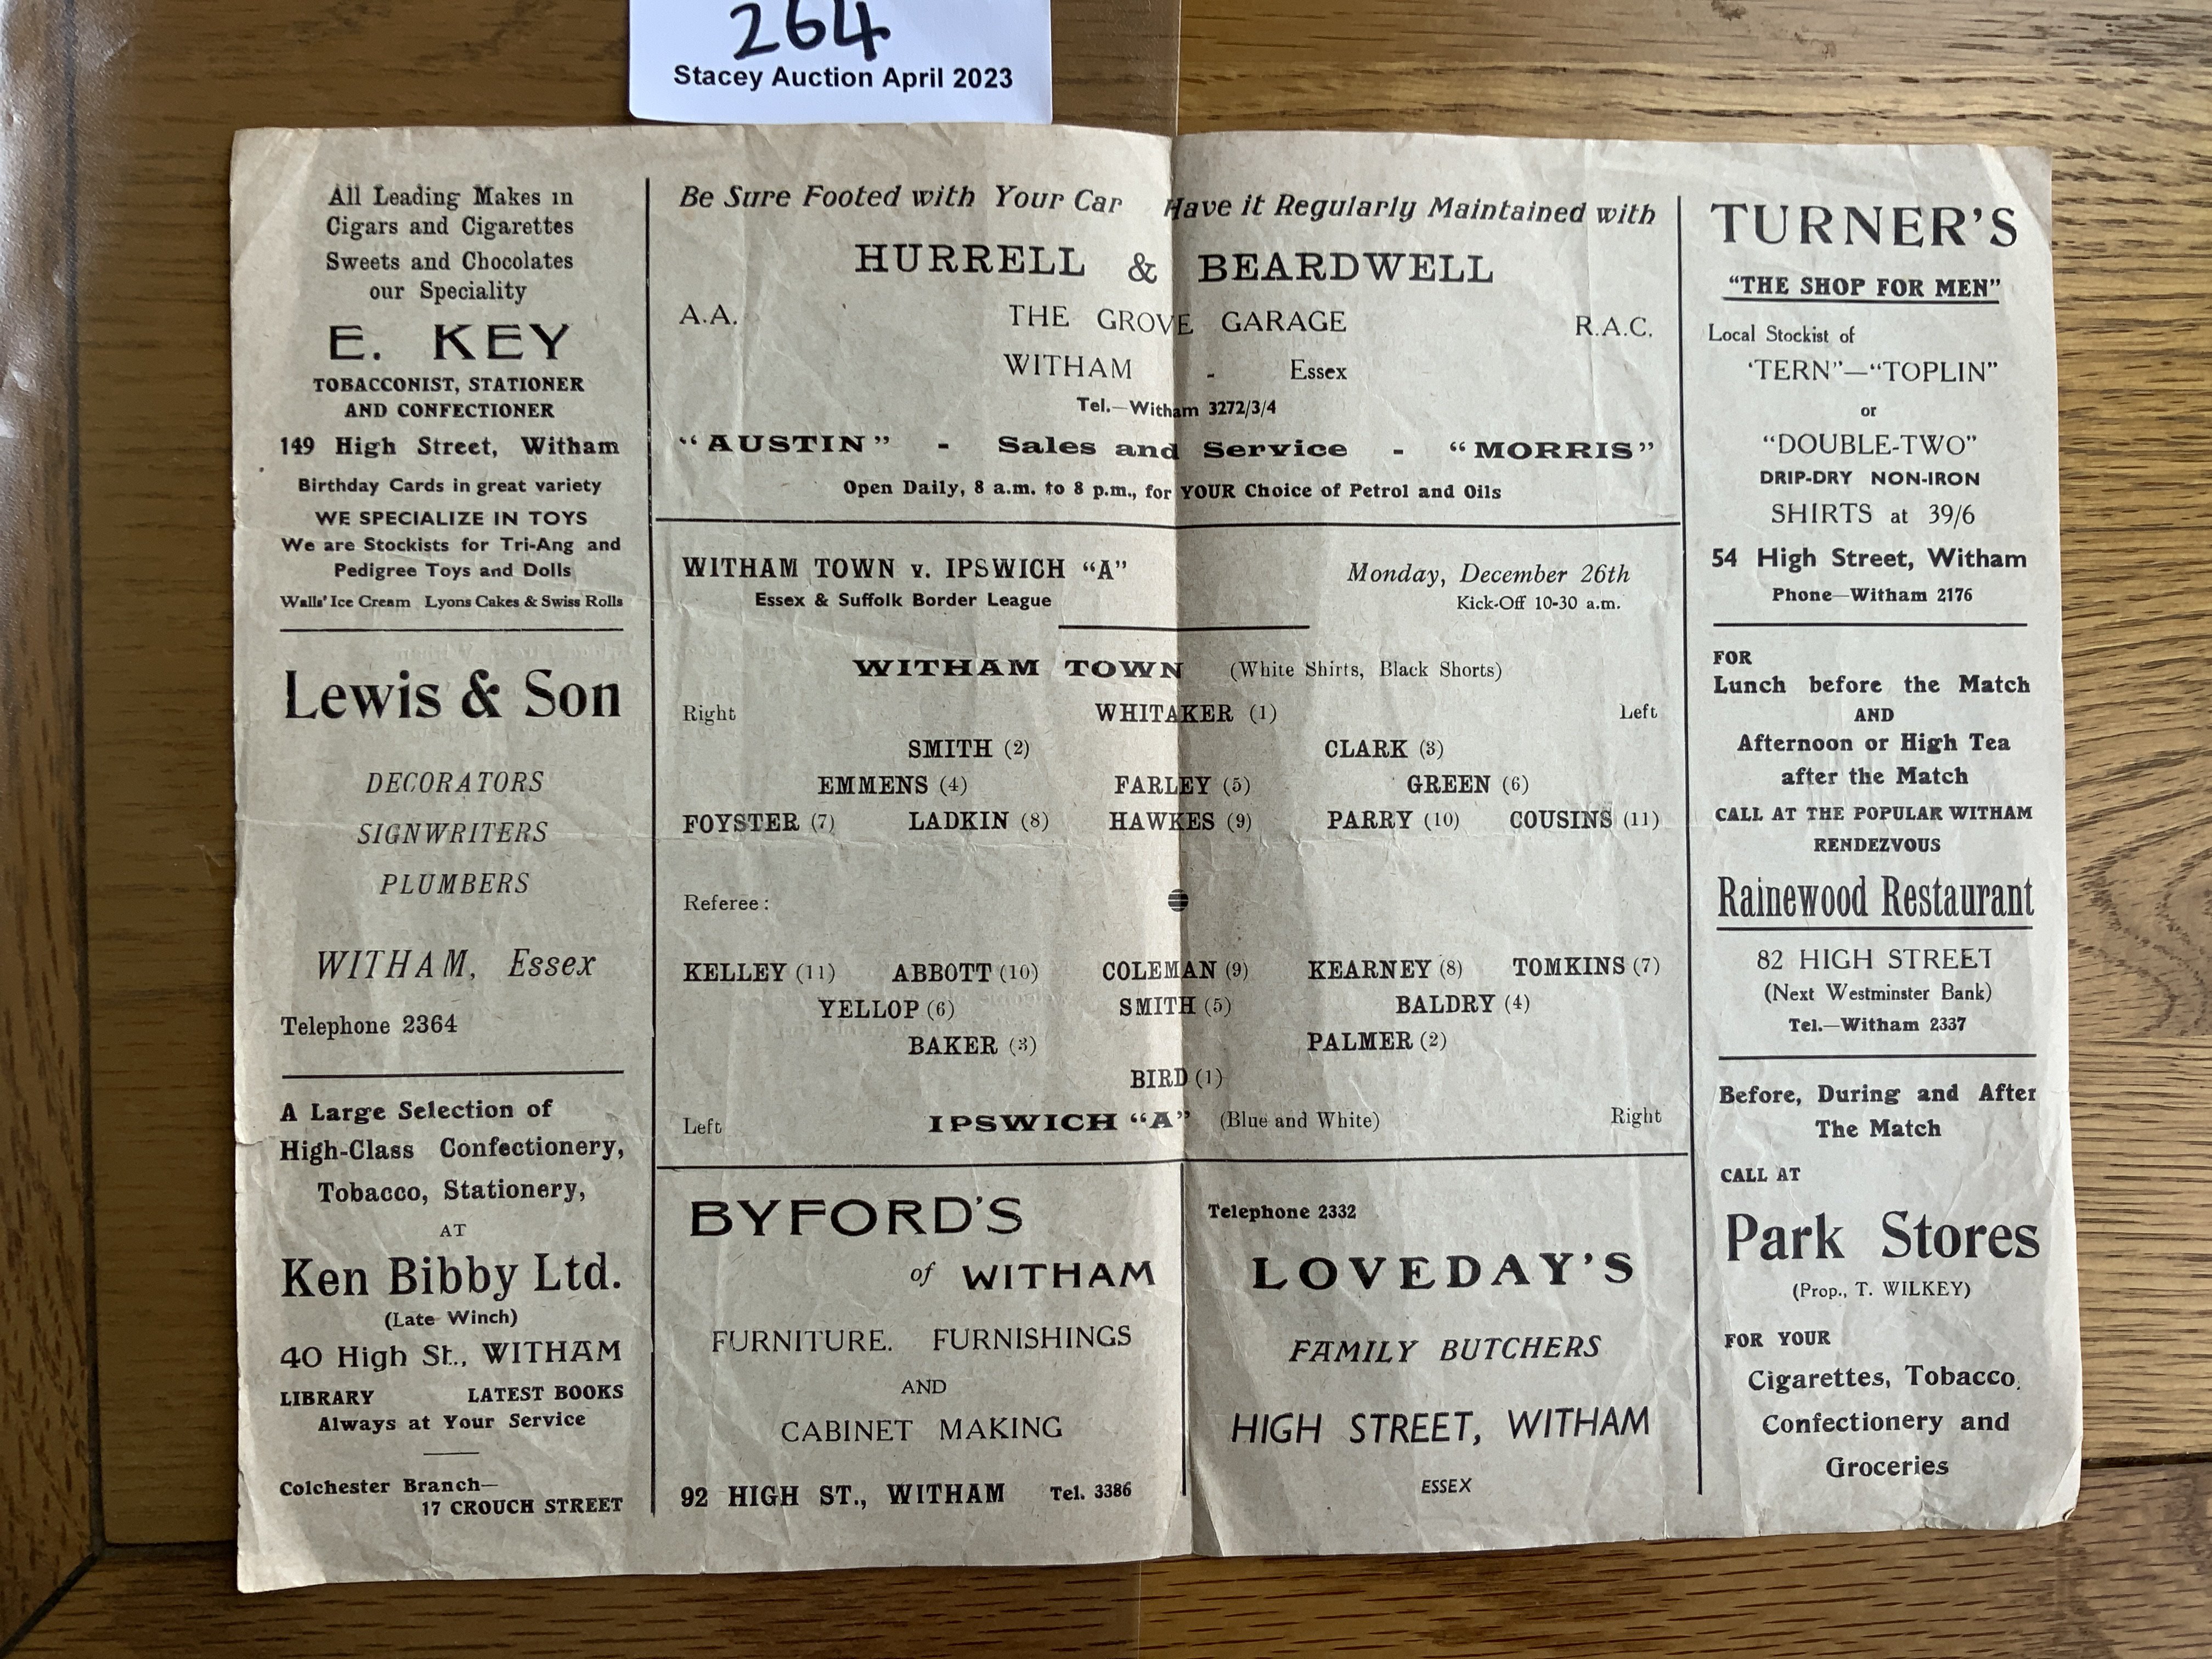 264
Stacey Auction April 2023
All Leading Makes in
Cigars and Cigarettes
Sweets and Chocolates
our Speciality
E. KEY
TOBACCONIST, STATIONER
AND CONFECTIONER
149 High Street, Witham
Birthday Cards in great variety
WE SPECIALIZE IN TOYS
We are Stockists for Tri-Ang and
Pedigree Toys and Dolls
Walls' Ice Cream Lyons Cakes & Swiss Rolls
Lewis & Son
DECORATORS
SIGNWRITERS
PLUMBERS
WITHAM, Essex
Telephone 2364
A Large Selection of
High-Class Confectionery,
Tobacco, Stationery,
AT
Ken Bibby Ltd.
(Late Winch)
40 High St., WITHAM
LIBRARY LATEST BOOKS
Always at Your Service
Colchester Branch—
17 CROUCH STREET
Be Sure Footed with Your Car Have it Regularly Maintained with
HURRELL & BEARDWELL
A.A. THE GROVE GARAGE R.A.C.
WITHAM - Essex
Tel.—Witham 3272/3/4
"AUSTIN" - Sales and Service - "MORRIS"
Open Daily, 8 a.m. to 8 p.m., for YOUR Choice of Petrol and Oils
WITHAM TOWN v. IPSWICH "A" Monday, December 26th
Essex & Suffolk Border League Kick-Off 10-30 a.m.
WITHAM TOWN (White Shirts, Black Shorts)
Right WHITAKER (1) Left
SMITH (2) CLARK (3)
EMMENS (4) FARLEY (5) GREEN (6)
FOYSTER (7) LADKIN (8) HAWKES (9) PARRY (10) COUSINS (11)
Referee :
KELLEY (11) ABBOTT (10) COLEMAN (9) KEARNEY (8) TOMKINS (7)
YELLOP (6) SMITH (5) BALDRY (4)
BAKER (3) PALMER (2)
BIRD (1)
Left IPSWICH "A" (Blue and White) Right
BYFORD'S
of WITHAM
FURNITURE. FURNISHINGS
AND
CABINET MAKING
92 HIGH ST., WITHAM Tel. 3386
Telephone 2332
LOVEDAY'S
FAMILY BUTCHERS
HIGH STREET, WITHAM
ESSEX
TURNER'S
"THE SHOP FOR MEN"
Local Stockist of
'TERN"—"TOPLIN"
or
"DOUBLE-TWO"
DRIP-DRY NON-IRON
SHIRTS at 39/6
54 High Street, Witham
Phone—Witham 2176
FOR
Lunch before the Match
AND
Afternoon or High Tea
after the Match
CALL AT THE POPULAR WITHAM
RENDEZVOUS
Rainewood Restaurant
82 HIGH STREET
(Next Westminster Bank)
Tel.—Witham 2337
Before, During and After
The Match
CALL AT
Park Stores
(Prop., T. WILKEY)
FOR YOUR
Cigarettes, Tobacco,
Confectionery and
Groceries